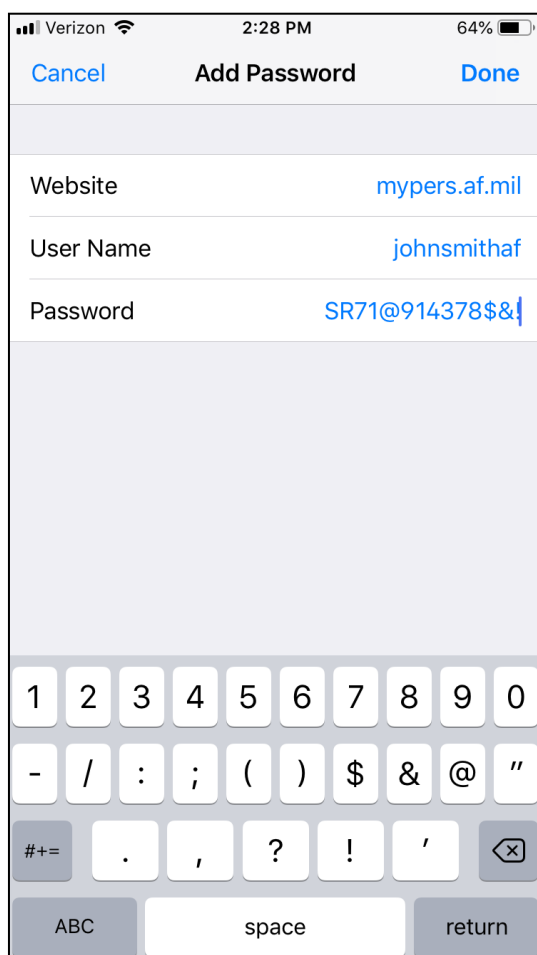 Verizon 2:28 PM 64%
Cancel Add Password Done
Website mypers.af.mil
User Name johnsmithaf
Password SR71@914378$&!
1 2 3 4 5 6 7 8 9 0
- / : ; ( ) $ & @ "
#+= . , ? ! '
ABC space return